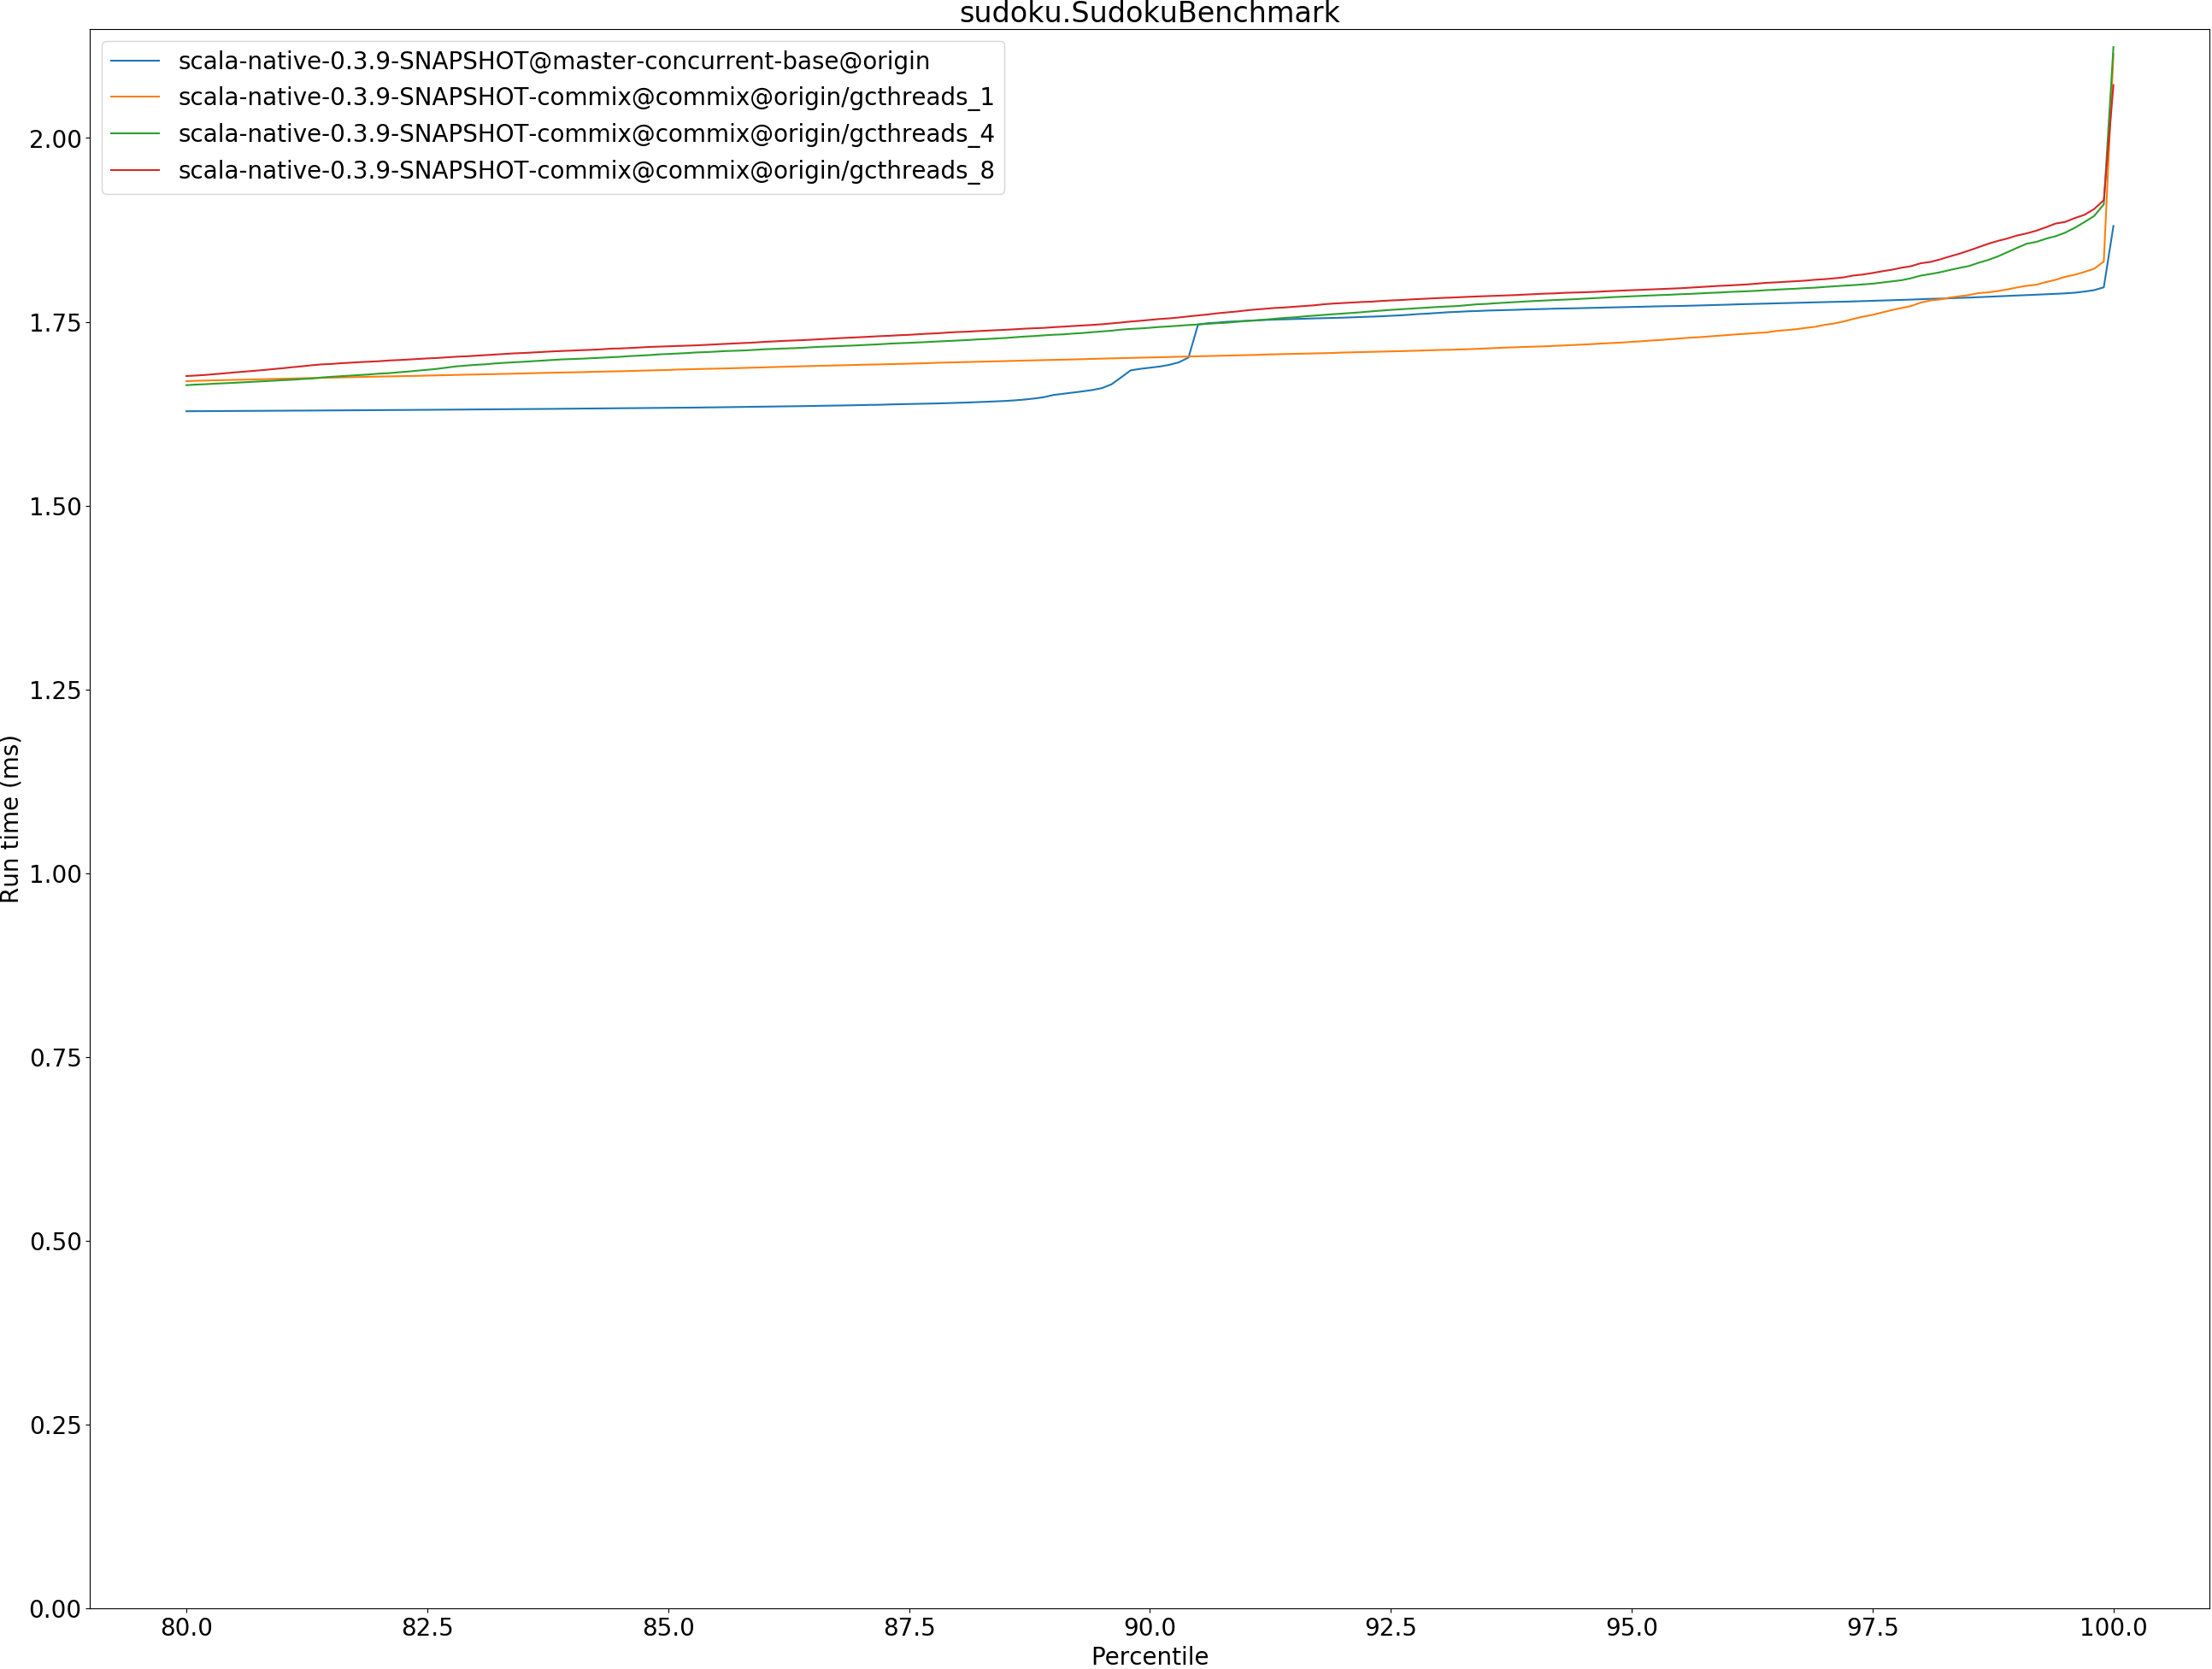 sudoku.SudokuBenchmark
scala-native-0.3.9-SNAPSHOT@master-concurrent-base@origin
scala-native-0.3.9-SNAPSHOT-commix@commix@origin/gcthreads_1
scala-native-0.3.9-SNAPSHOT-commix@commix@origin/gcthreads_4
scala-native-0.3.9-SNAPSHOT-commix@commix@origin/gcthreads_8
2.00
1.75
1.50
1.25
1.00
0.75
0.50
0.25
0.00
Run time (ms)
80.0 82.5 85.0 87.5 90.0 92.5 95.0 97.5 100.0
Percentile